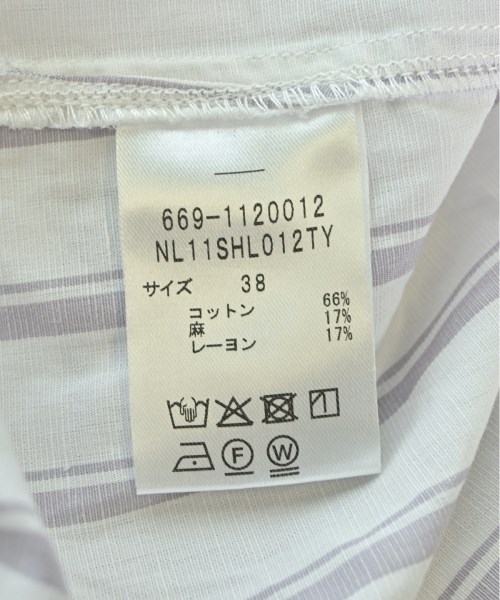 669-1120012
NL11SHL012TY
サイズ 38
コットン 66%
麻 17%
レーヨン 17%
F W